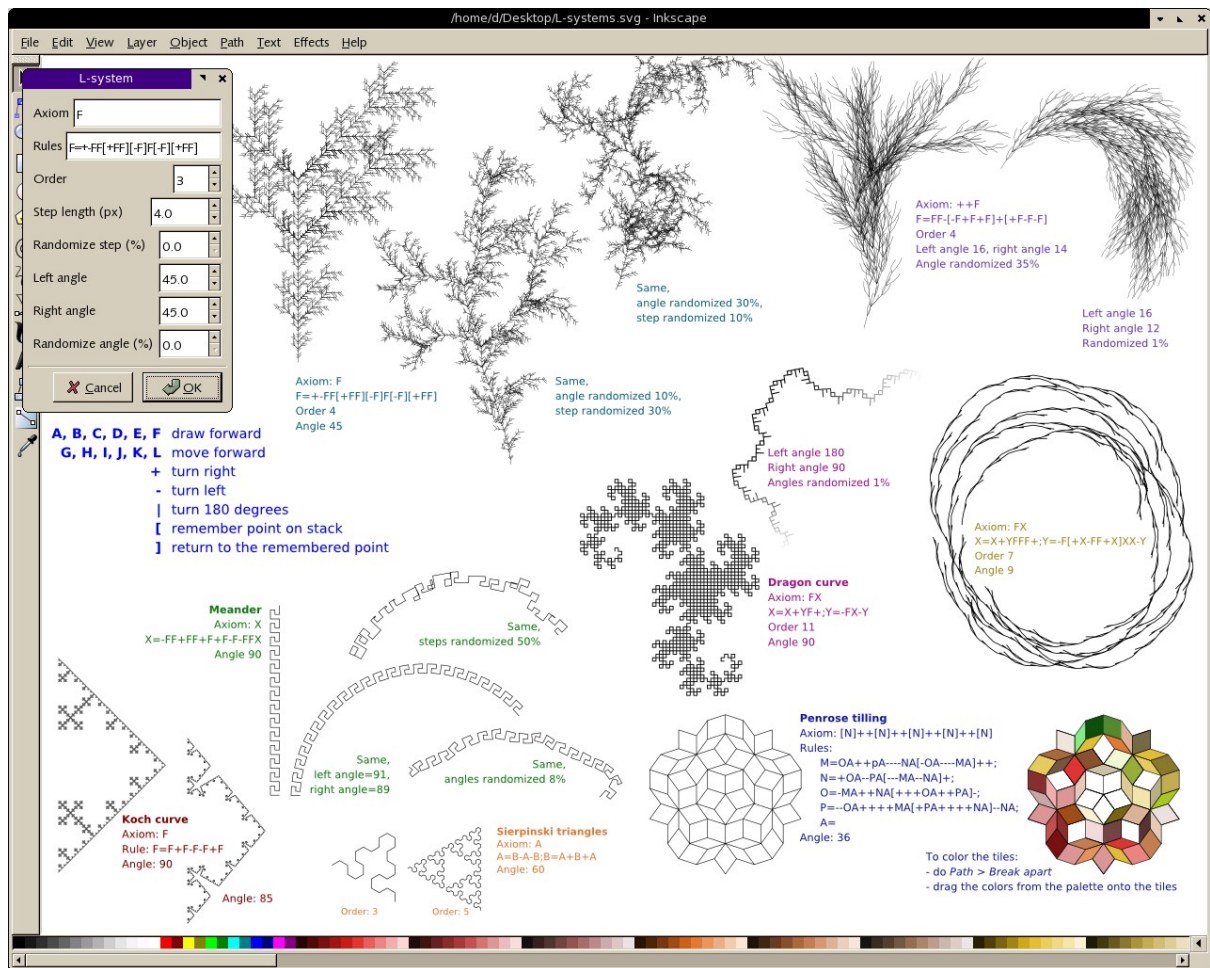 /home/d/Desktop/L-systems.svg - Inkscape
File Edit View Layer Object Path Text Effects Help
L-system
Axiom F
Rules F=+-FF[+FF][-F]F[-F][+FF]
Order 3
Step length (px) 4.0
Randomize step (%) 0.0
Left angle 45.0
Right angle 45.0
Randomize angle (%) 0.0
Cancel OK
Axiom: ++F
F=FF-[-F+F+F]+[+F-F-F]
Order 4
Left angle 16, right angle 14
Angle randomized 35%
Same,
angle randomized 30%,
step randomized 10%
Left angle 16
Right angle 12
Randomized 1%
Axiom: F
F=+-FF[+FF][-F]F[-F][+FF]
Order 4
Angle 45
Same,
angle randomized 10%,
step randomized 30%
A, B, C, D, E, F draw forward
G, H, I, J, K, L move forward
+ turn right
- turn left
| turn 180 degrees
[ remember point on stack
] return to the remembered point
Left angle 180
Right angle 90
Angles randomized 1%
Axiom: FX
X=X+YFFF+;Y=-F[+X-FF+X]XX-Y
Order 7
Angle 9
Dragon curve
Axiom: FX
X=X+YF+;Y=-FX-Y
Order 11
Angle 90
Meander
Axiom: X
X=-FF+FF+F+F-F-FFX
Angle 90
Same,
steps randomized 50%
Same,
left angle=91,
right angle=89
Same,
angles randomized 8%
Penrose tilling
Axiom: [N]++[N]++[N]++[N]++[N]
Rules:
M=OA++pA----NA[-OA----MA]++;
N=+OA--PA[---MA--NA]+;
O=-MA++NA[+++OA++PA]-;
P=--OA++++MA[+PA++++NA]--NA;
A=
Angle: 36
To color the tiles:
- do Path > Break apart
- drag the colors from the palette onto the tiles
Koch curve
Axiom: F
Rule: F=F+F-F-F+F
Angle: 90
Angle: 85
Sierpinski triangles
Axiom: A
A=B-A-B;B=A+B+A
Angle: 60
Order: 3
Order: 5